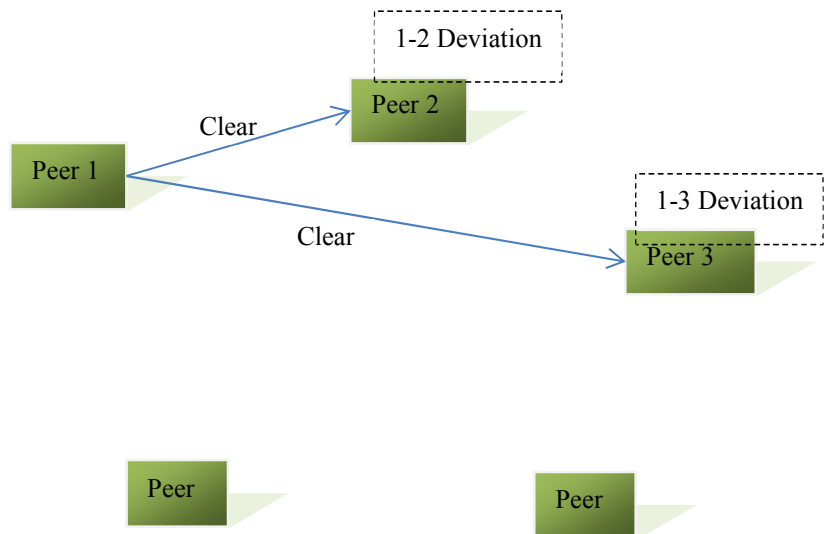 1-2 Deviation
Peer 2
Clear
Peer 1
1-3 Deviation
Clear
Peer 3
Peer
Peer